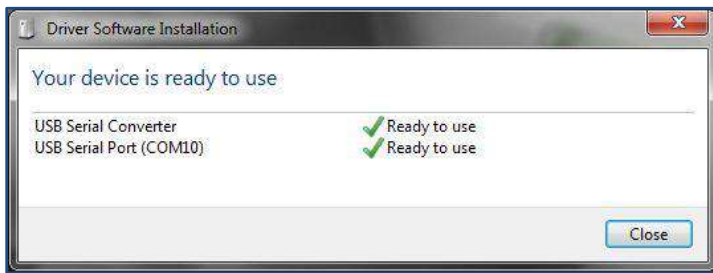 Driver Software Installation
Your device is ready to use
USB Serial Converter Ready to use
USB Serial Port (COM10) Ready to use
Close